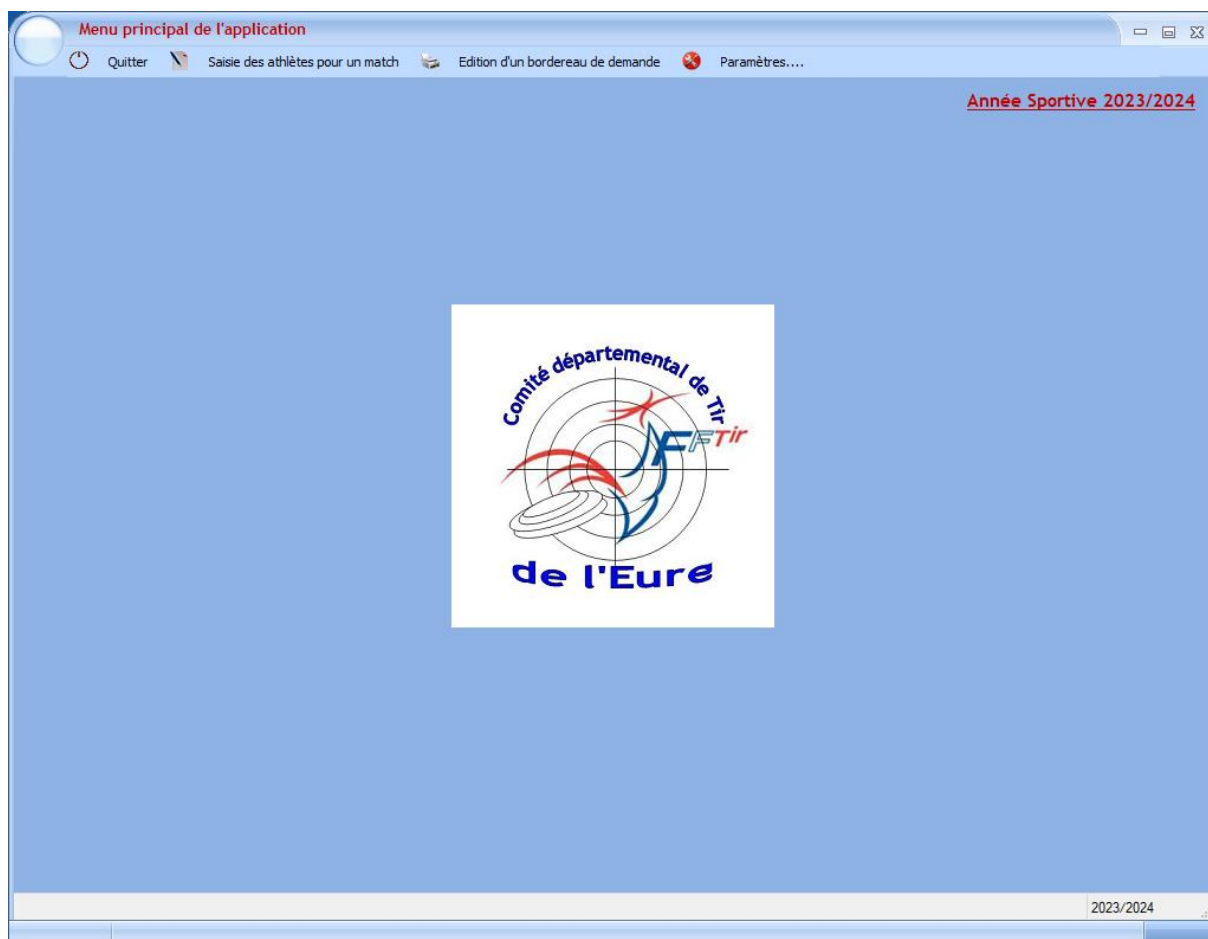 Menu principal de l'application
Quitter Saisie des athlètes pour un match Edition d'un bordereau de demande Paramètres....
Année Sportive 2023/2024
Comité départemental de Tir
FFTir
de l'Eure
2023/2024